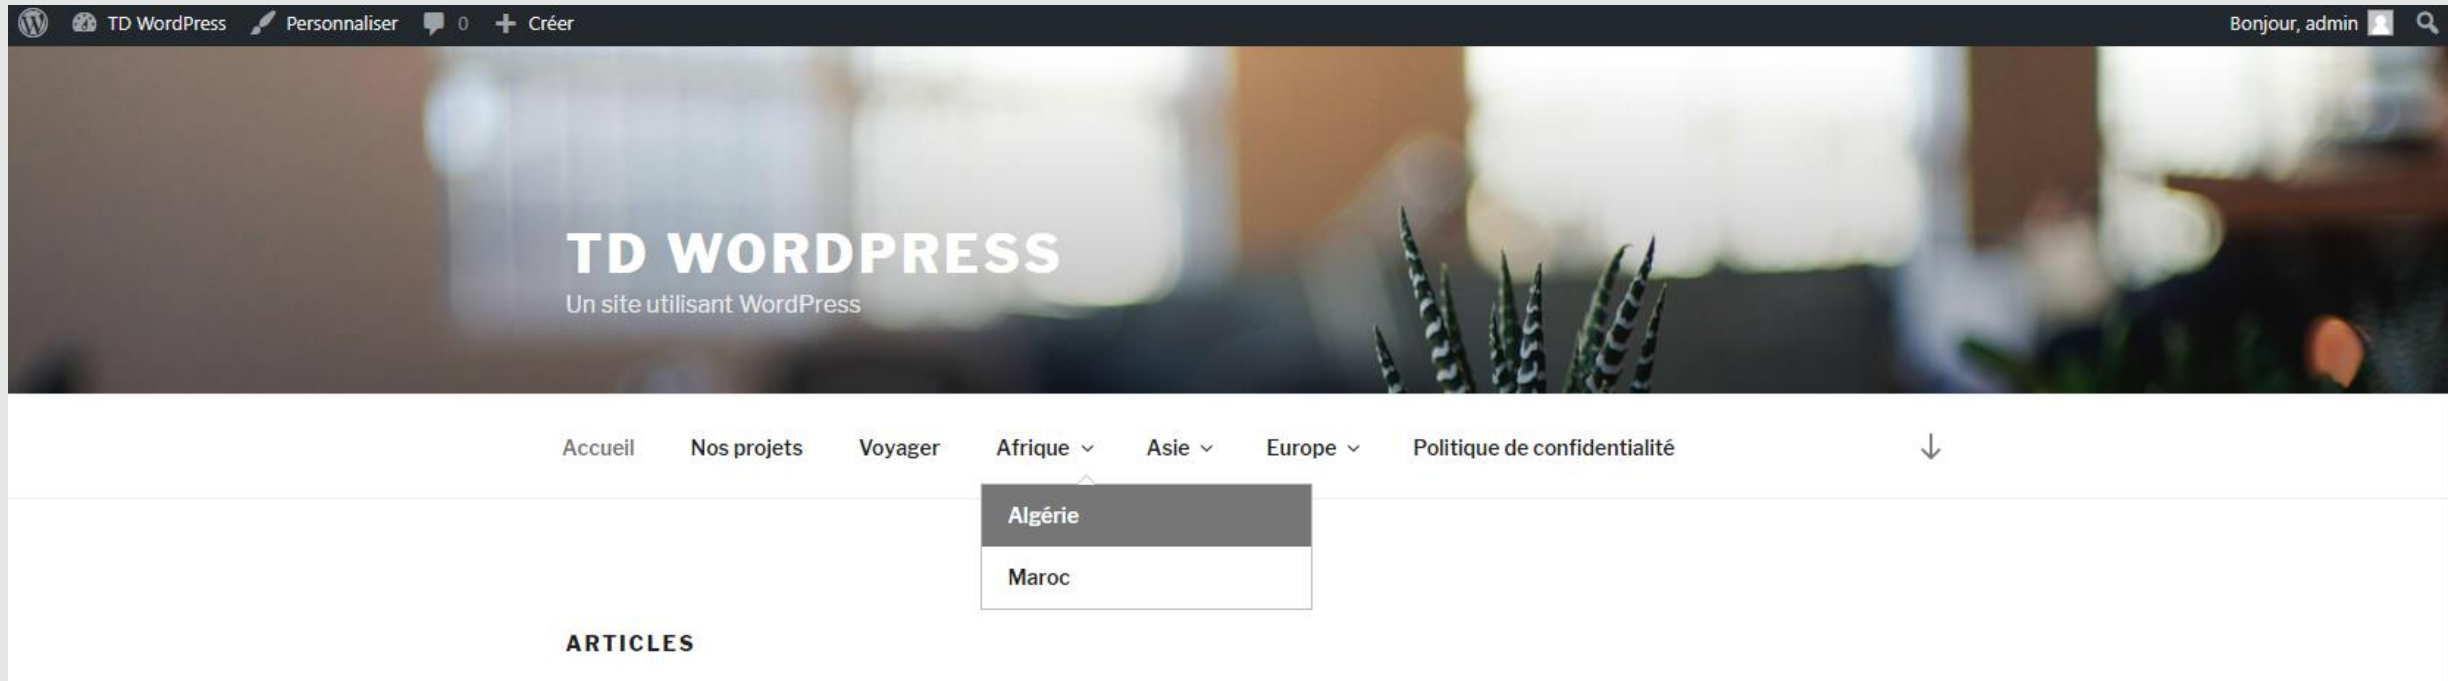 TD WordPress Personnaliser 0 Créer Bonjour, admin
TD WORDPRESS
Un site utilisant WordPress
Accueil Nos projets Voyager Afrique Asie Europe Politique de confidentialité
Algérie
Maroc
ARTICLES